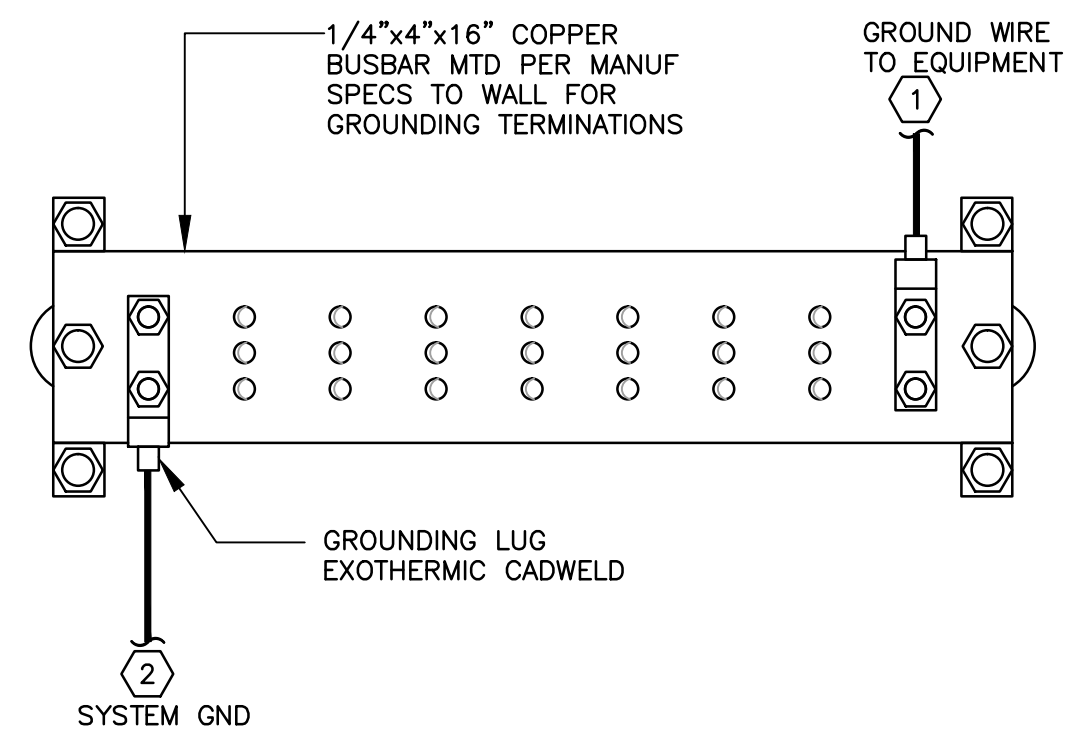 1/4”x4”x16” COPPER
BUSBAR MTD PER MANUF
SPECS TO WALL FOR
GROUNDING TERMINATIONS
GROUND WIRE
TO EQUIPMENT
1
GROUNDING LUG
EXOTHERMIC CADWELD
2
SYSTEM GND